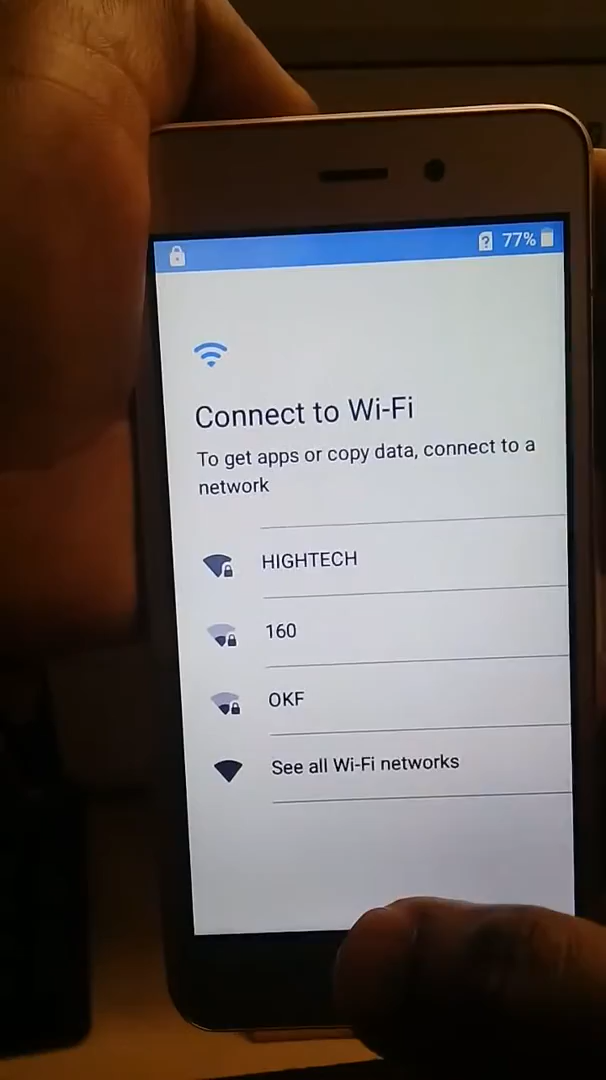 77%
Connect to Wi-Fi
To get apps or copy data, connect to a
network
HIGHTECH
160
OKF
See all Wi-Fi networks